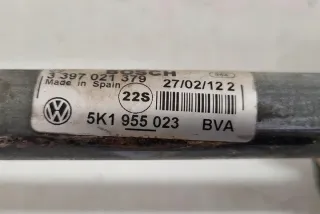 BOSCH
3 397 021 379
Made in Spain
27/02/12 2
22S
5K1 955 023 BVA